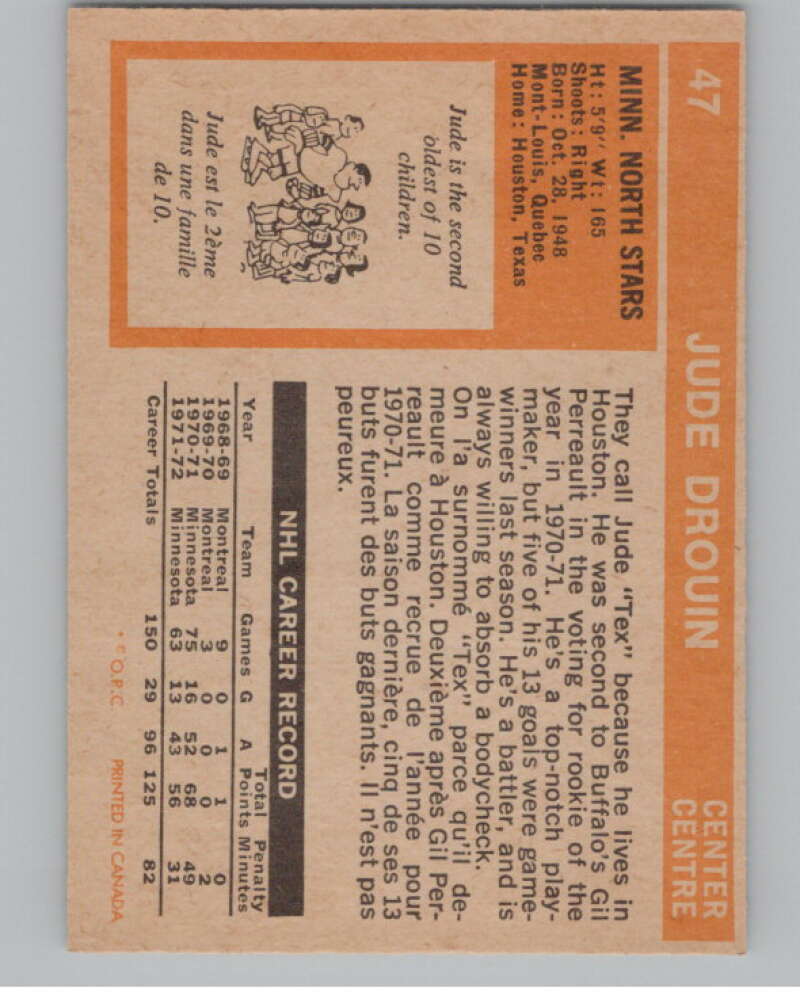 47
JUDE DROUIN
CENTER
CENTRE
MINN. NORTH STARS
Ht: 5'9" Wt: 165
Shoots: Right
Born: Oct. 28, 1948
Mont-Louis, Quebec
Home: Houston, Texas
Jude is the second
oldest of 10
children.
Jude est le 2ème
dans une famille
de 10.
They call Jude "Tex" because he lives in
Houston. He was second to Buffalo's Gil
Perreault in the voting for rookie of the
year in 1970-71. He's a top-notch play-
maker, but five of his 13 goals were game-
winners last season. He's a battler, and is
always willing to absorb a bodycheck.
On l'a surnommé "Tex" parce qu'il de-
meure à Houston. Deuxième après Gil Per-
reault comme recrue de l'année pour
1970-71. La saison dernière, cinq de ses 13
buts furent des buts gagnants. Il n'est pas
peureux.
NHL CAREER RECORD
Year Team Games G A Total Points Penalty Minutes
1968-69 Montreal 9 0 1 1 0
1969-70 Montreal 3 0 0 0 2
1970-71 Minnesota 75 16 52 68 49
1971-72 Minnesota 63 13 43 56 31
Career Totals 150 29 96 125 82
* © O.P.C. PRINTED IN CANADA